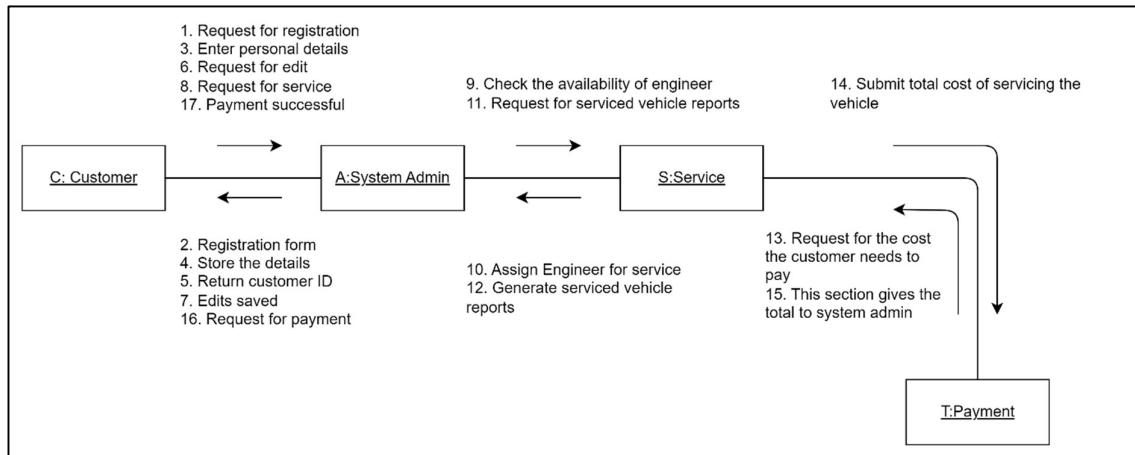 1. Request for registration
3. Enter personal details
6. Request for edit
8. Request for service
17. Payment successful
9. Check the availability of engineer
11. Request for serviced vehicle reports
14. Submit total cost of servicing the
vehicle
C: Customer
A:System Admin
S:Service
2. Registration form
4. Store the details
5. Return customer ID
7. Edits saved
16. Request for payment
10. Assign Engineer for service
12. Generate serviced vehicle
reports
13. Request for the cost
the customer needs to
pay
15. This section gives the
total to system admin
T:Payment